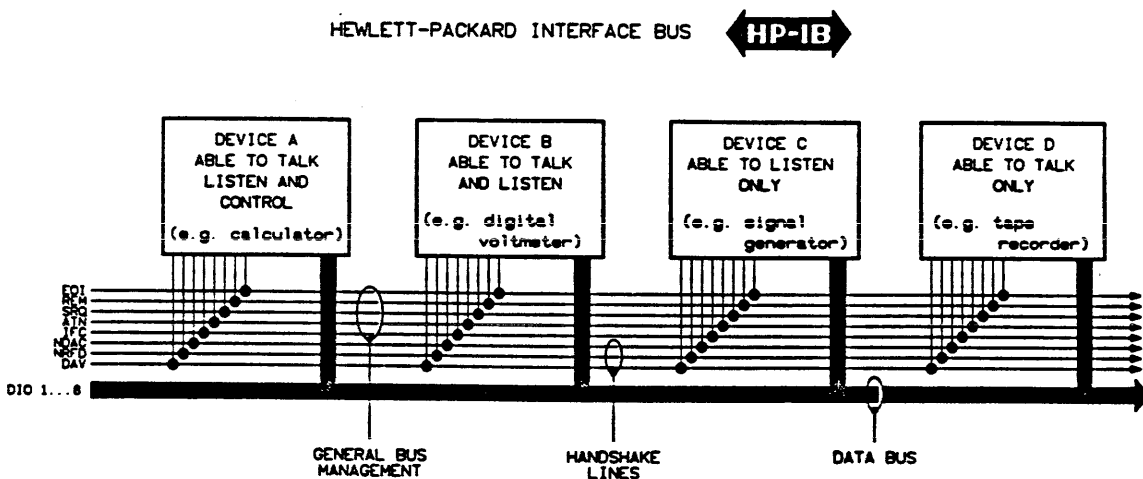 HEWLETT-PACKARD INTERFACE BUS
HP-IB
DEVICE A
ABLE TO TALK
LISTEN AND
CONTROL
(e.g. calculator)
DEVICE B
ABLE TO TALK
AND LISTEN
(e.g. digital
voltmeter)
DEVICE C
ABLE TO LISTEN
ONLY
(e.g. signal
generator)
DEVICE D
ABLE TO TALK
ONLY
(e.g. tape
recorder)
EOI
REM
SRQ
ATN
IFC
NDAC
NRFD
DAV
DIO 1...8
GENERAL BUS
MANAGEMENT
HANDSHAKE
LINES
DATA BUS